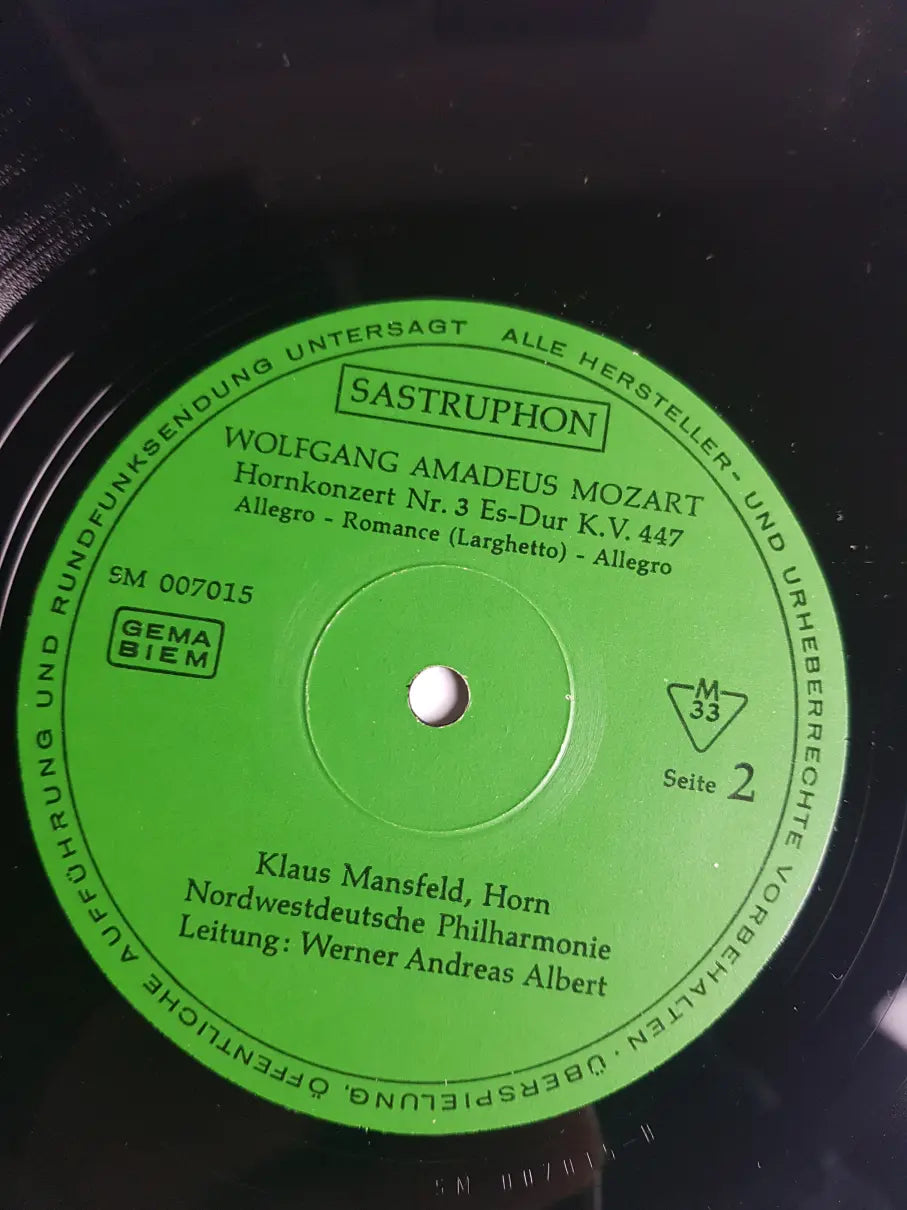 ALLE HERSTELLER- UND URHEBERRECHTE VORBEHALTEN · ÜBERSPIELUNG, ÖFFENTLICHE AUFFÜHRUNG UND RUNDFUNKSENDUNG UNTERSAGT
SASTRUPHON
WOLFGANG AMADEUS MOZART
Hornkonzert Nr. 3 Es-Dur K.V. 447
Allegro - Romance (Larghetto) - Allegro
SM 007015
GEMA
BIEM
M
33
Seite 2
Klaus Mansfeld, Horn
Nordwestdeutsche Philharmonie
Leitung: Werner Andreas Albert